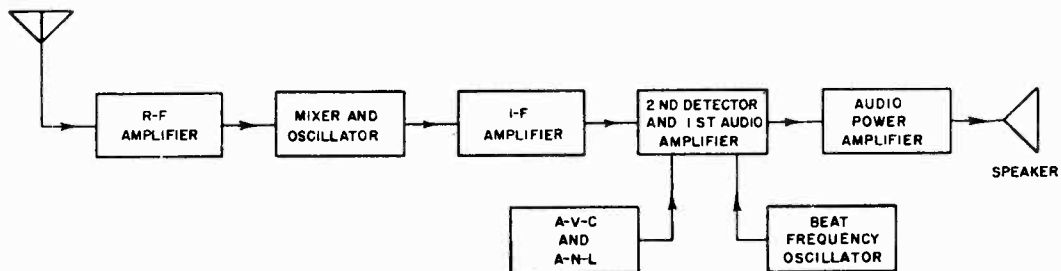 R-F
AMPLIFIER
MIXER AND
OSCILLATOR
I-F
AMPLIFIER
2 ND DETECTOR
AND 1 ST AUDIO
AMPLIFIER
AUDIO
POWER
AMPLIFIER
SPEAKER
A-V-C
AND
A-N-L
BEAT
FREQUENCY
OSCILLATOR